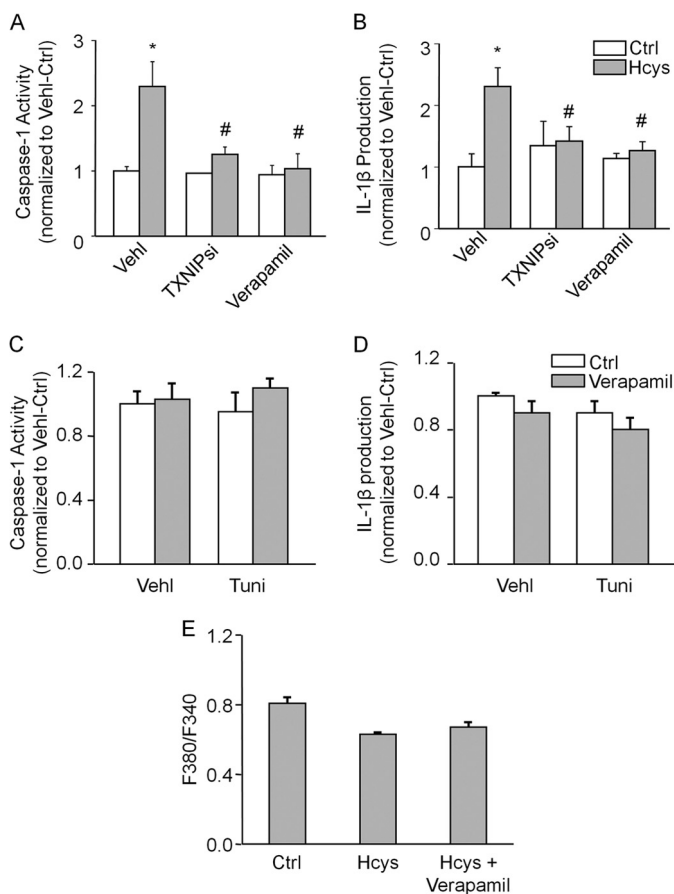 A
Caspase-1 Activity
(normalized to Vehl-Ctrl)
3
2
1
0
*
#
#
Vehl
TXNIPsi
Verapamil
B
IL-1β Production
(normalized to Vehl-Ctrl)
3
2
1
0
*
#
#
Ctrl
Hcys
Vehl
TXNIPsi
Verapamil
C
Caspase-1 Activity
(normalized to Vehl-Ctrl)
1.2
0.8
0.4
0.0
Vehl
Tuni
D
IL-1β production
(normalized to Vehl-Ctrl)
1.2
0.8
0.4
0.0
Ctrl
Verapamil
Vehl
Tuni
E
F380/F340
1.2
0.8
0.4
0.0
Ctrl
Hcys
Hcys +
Verapamil